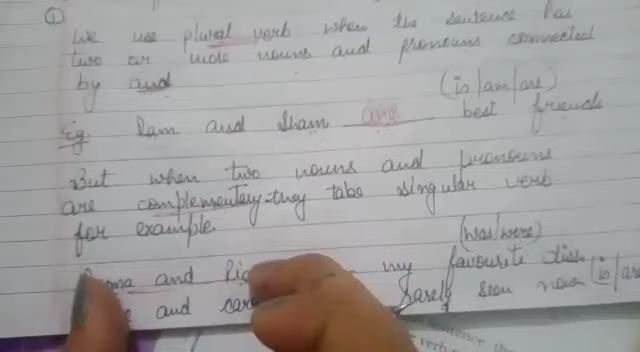 ①
We use plural verb when the sentence has
two or more nouns and pronouns connected
by and
(is/am/are)
Eg. Ram and Sham are best friends
But when two nouns and pronouns
are complementary they take singular verb
for example
(was/were)
and my favourite dish
and rarely seen now (is/are